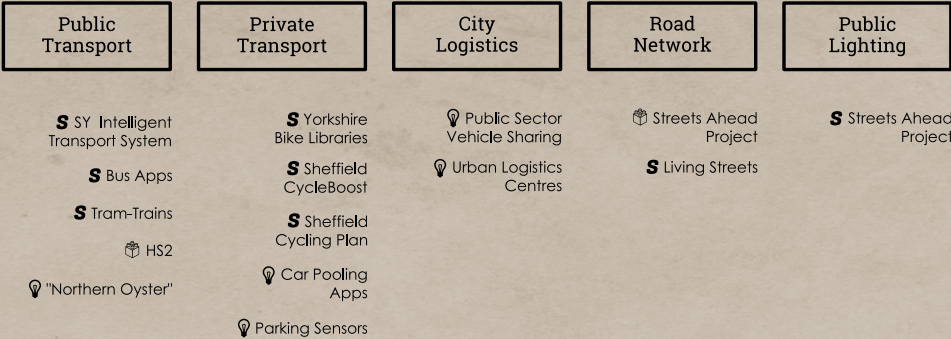 Public
Transport
Private
Transport
City
Logistics
Road
Network
Public
Lighting
S SY Intelligent
Transport System
S Bus Apps
S Tram-Trains
HS2
"Northern Oyster"
S Yorkshire
Bike Libraries
S Sheffield
CycleBoost
S Sheffield
Cycling Plan
Car Pooling
Apps
Parking Sensors
Public Sector
Vehicle Sharing
Urban Logistics
Centres
Streets Ahead
Project
S Living Streets
S Streets Ahead
Project